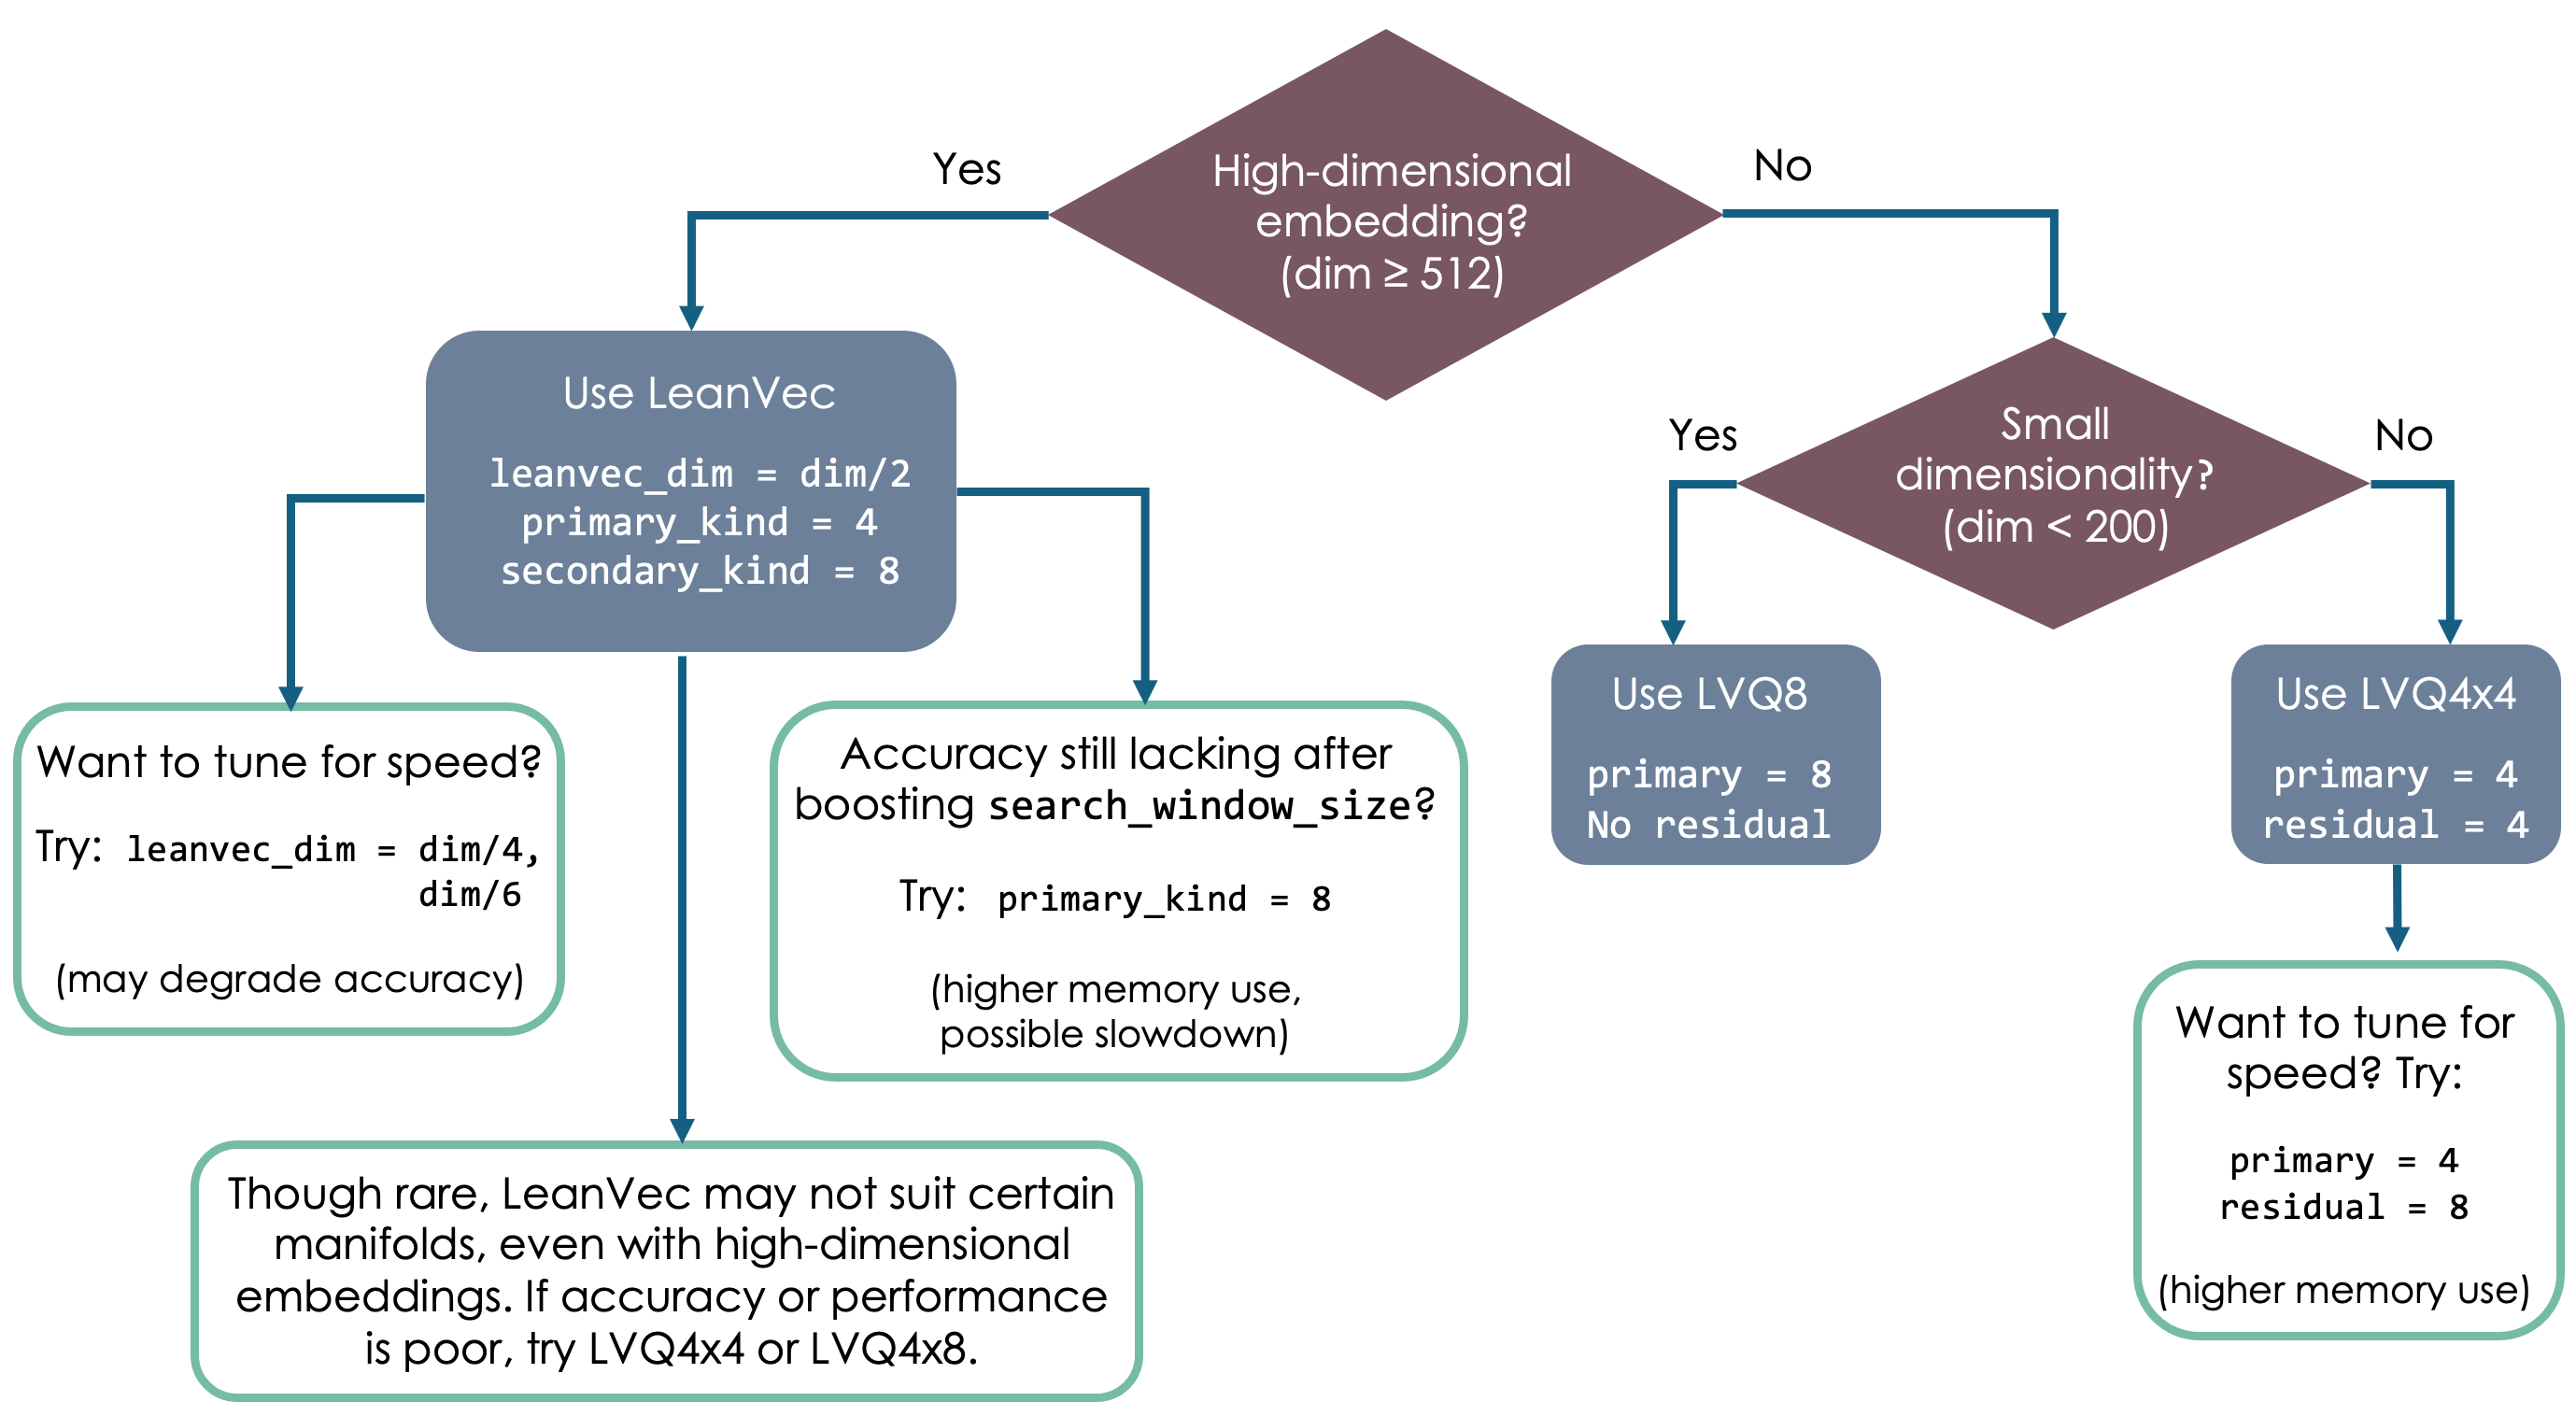 High-dimensional
embedding?
(dim ≥ 512)
Yes
No
Use LeanVec
leanvec_dim = dim/2
primary_kind = 4
secondary_kind = 8
Small
dimensionality?
(dim < 200)
Yes
No
Want to tune for speed?
Try: leanvec_dim = dim/4,
dim/6
(may degrade accuracy)
Accuracy still lacking after
boosting search_window_size?
Try: primary_kind = 8
(higher memory use,
possible slowdown)
Though rare, LeanVec may not suit certain
manifolds, even with high-dimensional
embeddings. If accuracy or performance
is poor, try LVQ4x4 or LVQ4x8.
Use LVQ8
primary = 8
No residual
Use LVQ4x4
primary = 4
residual = 4
Want to tune for
speed? Try:
primary = 4
residual = 8
(higher memory use)